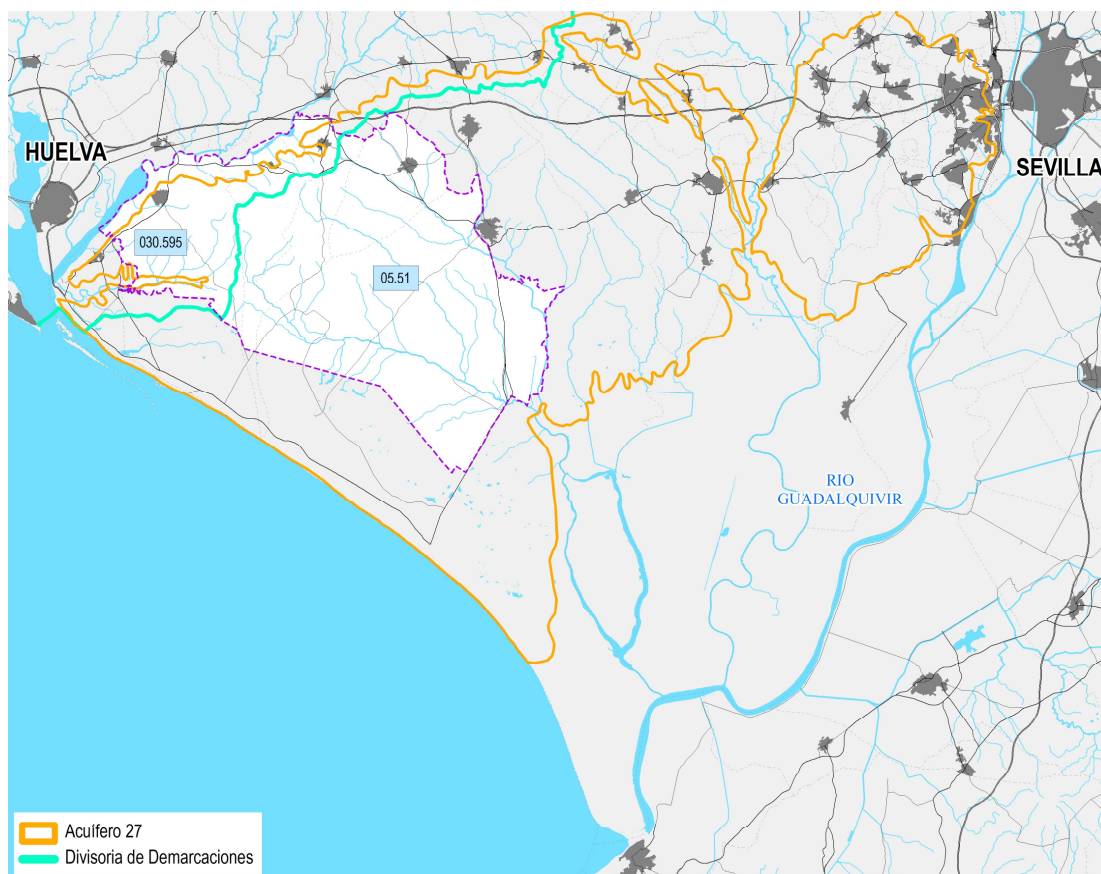 HUELVA
SEVILLA
030.595
05.51
RIO
GUADALQUIVIR
Acuífero 27
Divisoria de Demarcaciones